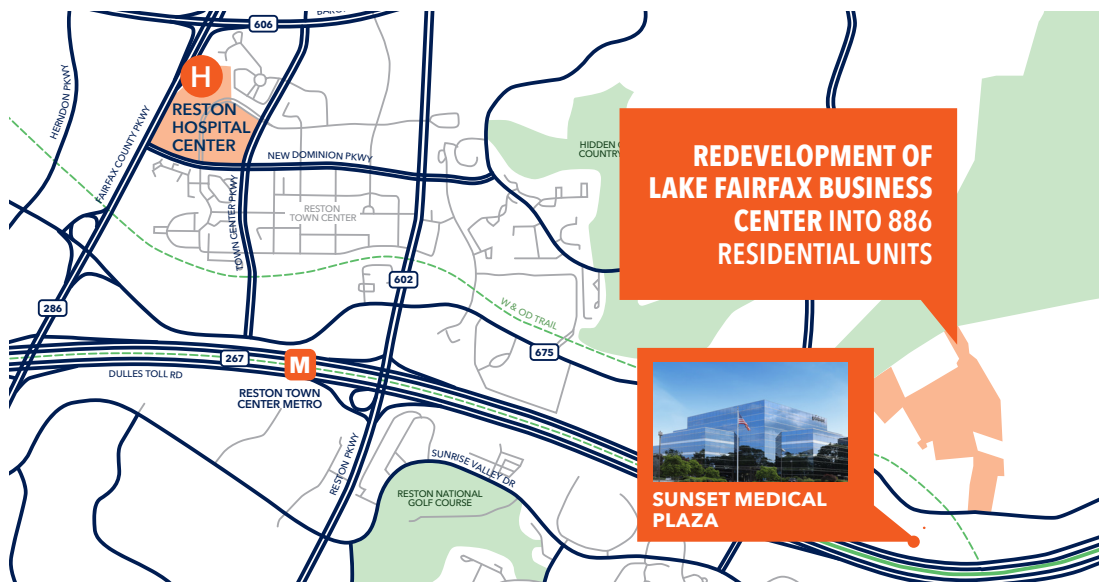 BARO
606
HERNDON PKWY
FAIRFAX COUNTY PKWY
H
RESTON
HOSPITAL
CENTER
NEW DOMINION PKWY
TOWN CENTER PKWY
RESTON
TOWN CENTER
HIDDEN
COUNTRY
REDEVELOPMENT OF
LAKE FAIRFAX BUSINESS
CENTER INTO 886
RESIDENTIAL UNITS
602
286
W & OD TRAIL
675
267
M
DULLES TOLL RD
RESTON TOWN
CENTER METRO
RESTON PKWY
SUNRISE VALLEY DR
RESTON NATIONAL
GOLF COURSE
SUNSET MEDICAL
PLAZA